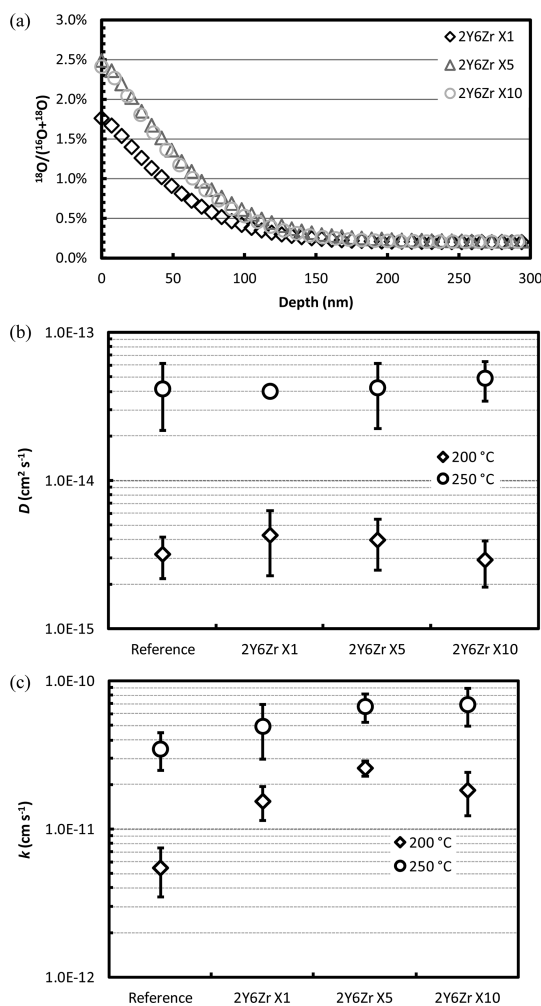 (a)
3.0%
2.5%
2.0%
1.5%
1.0%
0.5%
0.0%
¹⁸O/(¹⁶O+¹⁸O)
2Y6Zr X1
2Y6Zr X5
2Y6Zr X10
0 50 100 150 200 250 300
Depth (nm)
(b)
1.0E-13
1.0E-14
1.0E-15
D (cm² s⁻¹)
200 °C
250 °C
Reference 2Y6Zr X1 2Y6Zr X5 2Y6Zr X10
(c)
1.0E-10
1.0E-11
1.0E-12
k (cm s⁻¹)
200 °C
250 °C
Reference 2Y6Zr X1 2Y6Zr X5 2Y6Zr X10